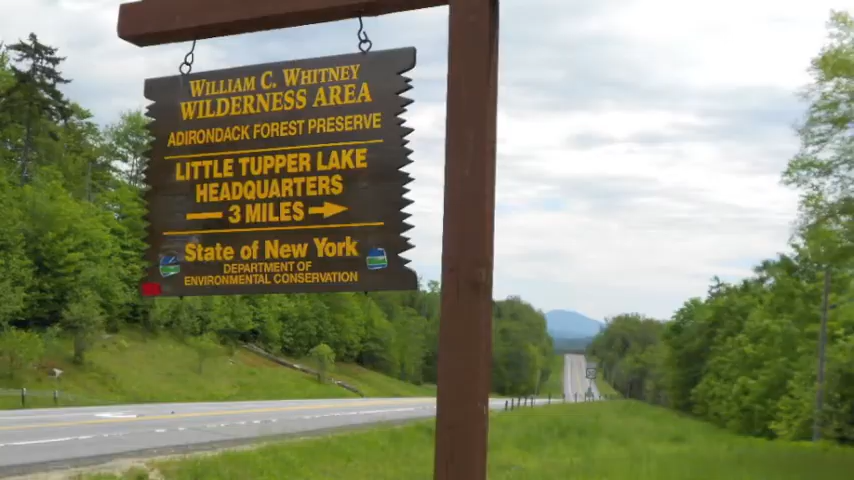 WILLIAM C. WHITNEY
WILDERNESS AREA
ADIRONDACK FOREST PRESERVE
LITTLE TUPPER LAKE
HEADQUARTERS
3 MILES
State of New York
DEPARTMENT OF
ENVIRONMENTAL CONSERVATION